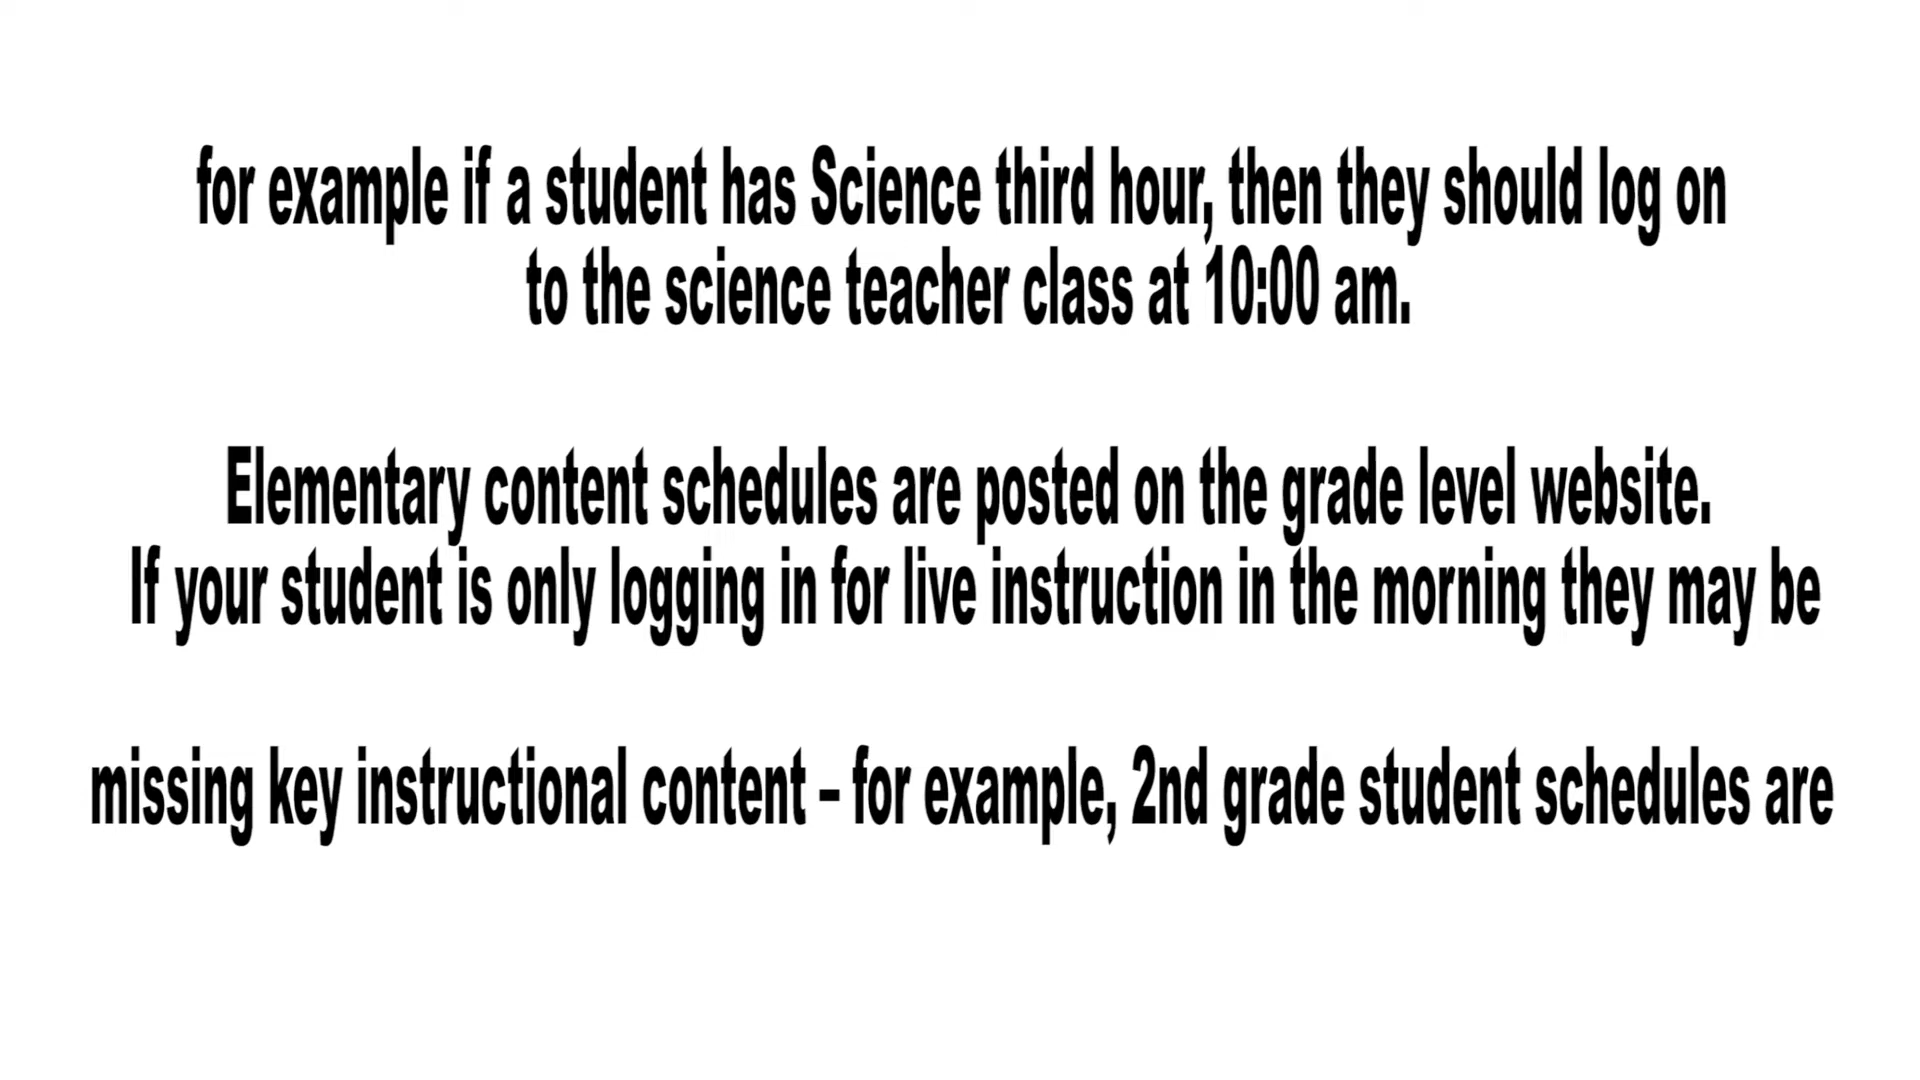 for example if a student has Science third hour, then they should log on
to the science teacher class at 10:00 am.
Elementary content schedules are posted on the grade level website.
If your student is only logging in for live instruction in the morning they may be
missing key instructional content – for example, 2nd grade student schedules are